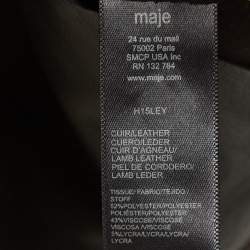 maje
24 rue du mail
75002 Paris
SMCP USA Inc
RN 132 784
www.maje.com
H15LEY
CUIR/LEATHER
CUERO/LEDER
CUIR D'AGNEAU/
LAMB LEATHER
PIEL DE CORDERO/
LAMB LEDER
TISSUE/FABRIC/TEJIDO/
STOFF
52%POLYESTER/POLYESTER
POLIÉSTER/POLYESTER
43%VISCOSE/VISCOSE
VISCOSA /VISCOSE
5%LYCRA/LYCRA/LYCRA/
LYCRA